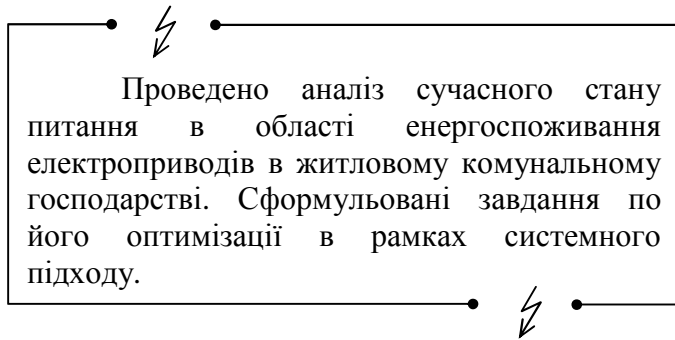 Проведено аналіз сучасного стану
питання в області енергоспоживання
електроприводів в житловому комунальному
господарстві. Сформульовані завдання по
його оптимізації в рамках системного
підходу.